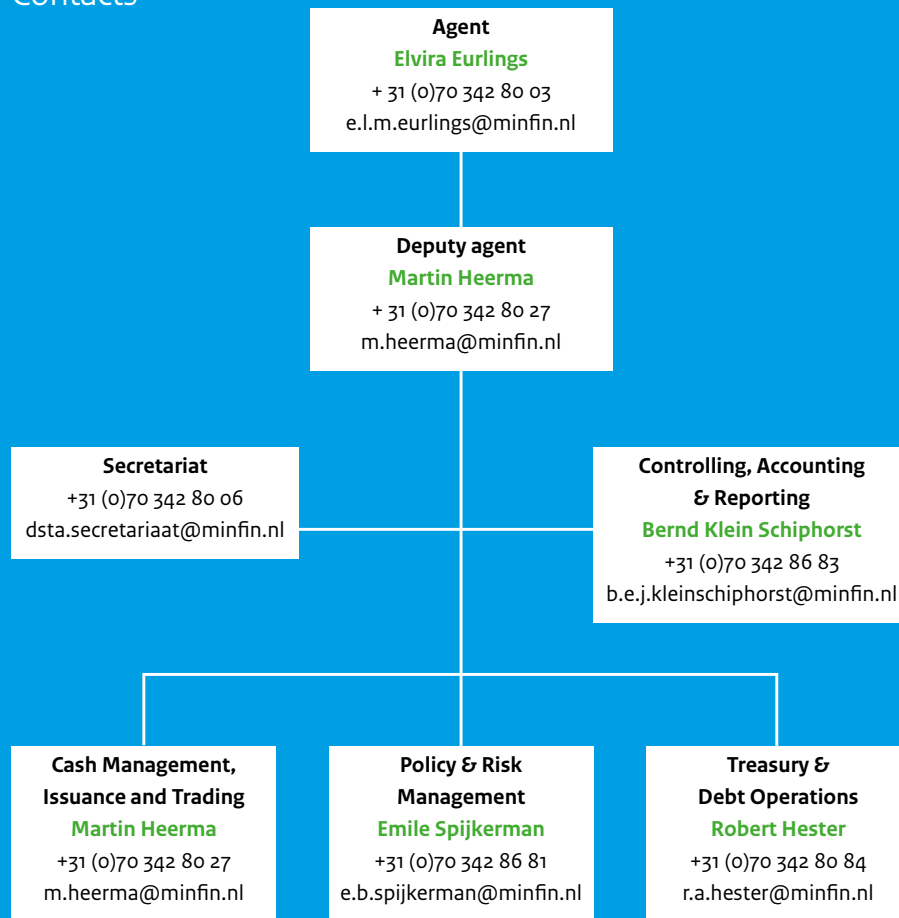 Contacts
Agent
Elvira Eurlings
+ 31 (0)70 342 80 03
e.l.m.eurlings@minfin.nl
Deputy agent
Martin Heerma
+ 31 (0)70 342 80 27
m.heerma@minfin.nl
Secretariat
+31 (0)70 342 80 06
dsta.secretariaat@minfin.nl
Controlling, Accounting
& Reporting
Bernd Klein Schiphorst
+31 (0)70 342 86 83
b.e.j.kleinschiphorst@minfin.nl
Cash Management,
Issuance and Trading
Martin Heerma
+31 (0)70 342 80 27
m.heerma@minfin.nl
Policy & Risk
Management
Emile Spijkerman
+31 (0)70 342 86 81
e.b.spijkerman@minfin.nl
Treasury &
Debt Operations
Robert Hester
+31 (0)70 342 80 84
r.a.hester@minfin.nl